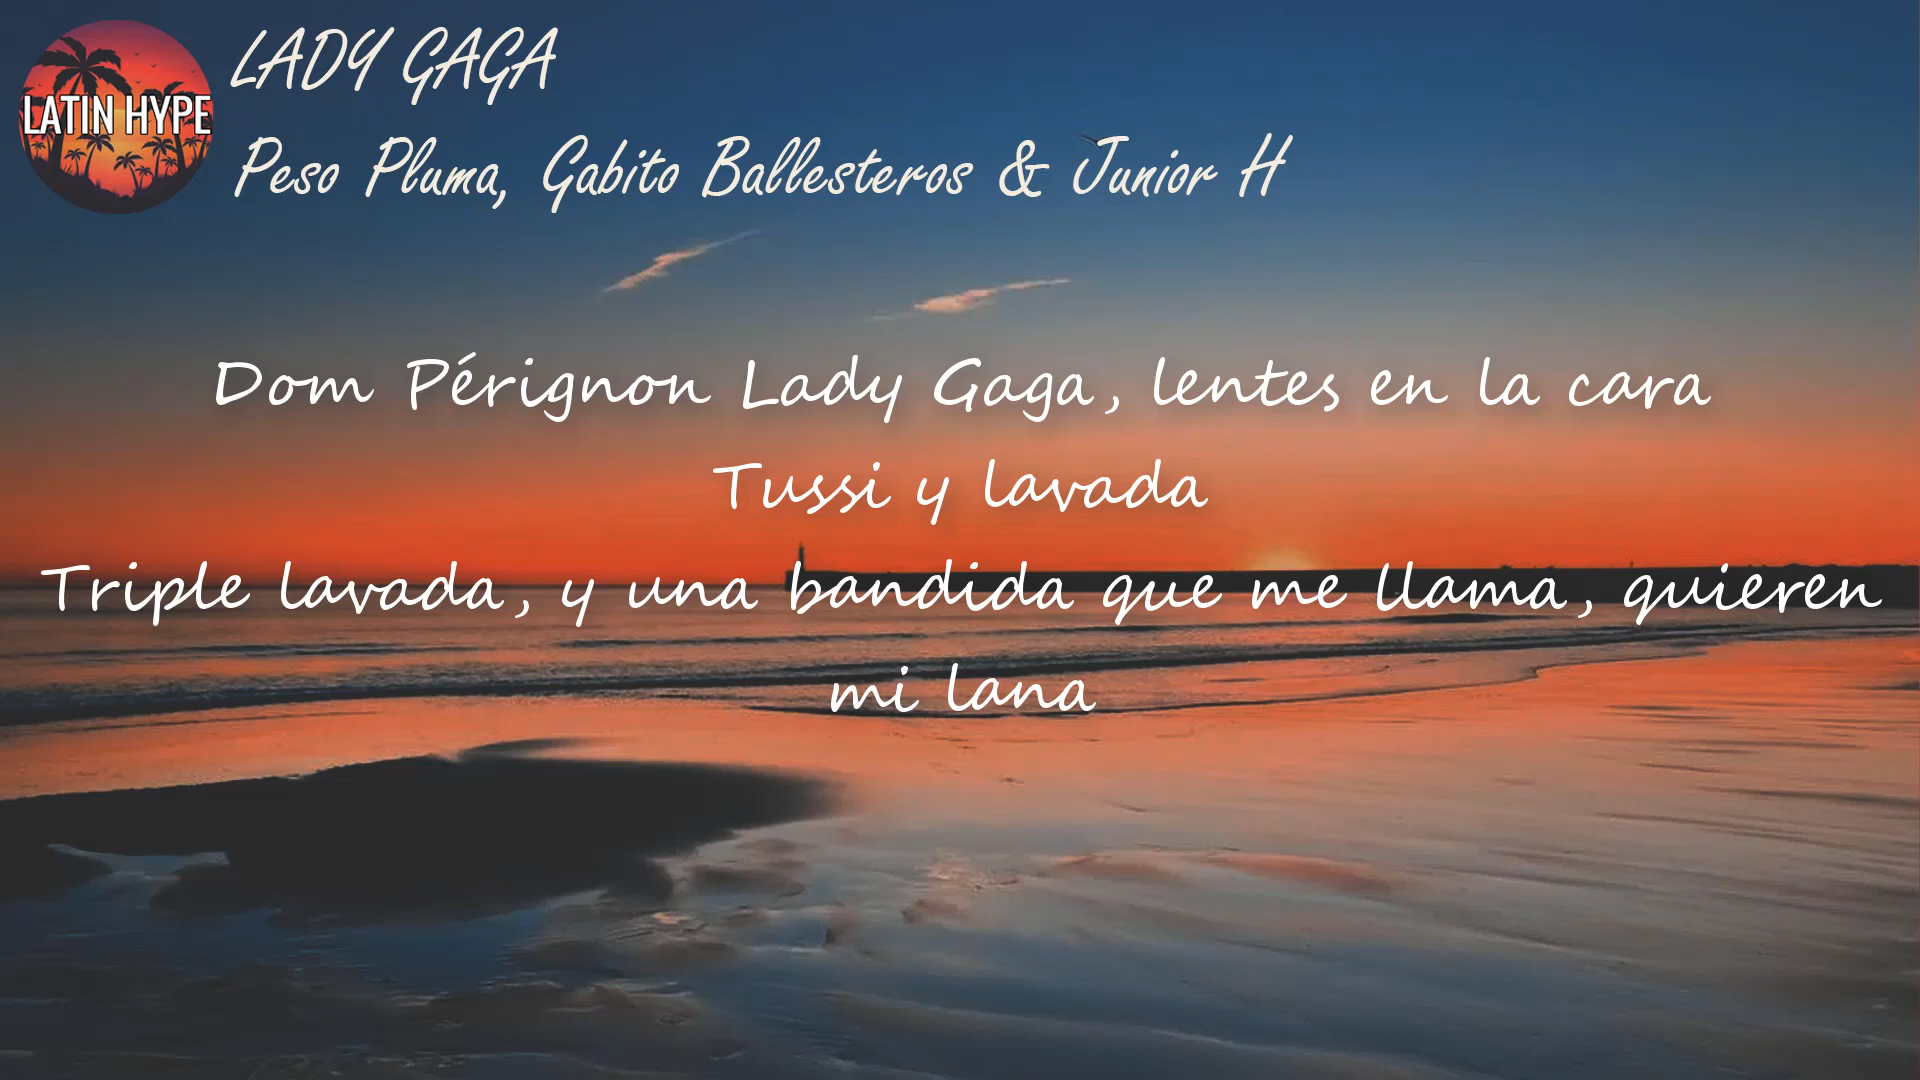 LATIN HYPE
LADY GAGA
Peso Pluma, Gabito Ballesteros & Junior H
Dom Pérignon Lady Gaga, lentes en la cara
Tussi y lavada
Triple lavada, y una bandida que me llama, quieren
mi lana